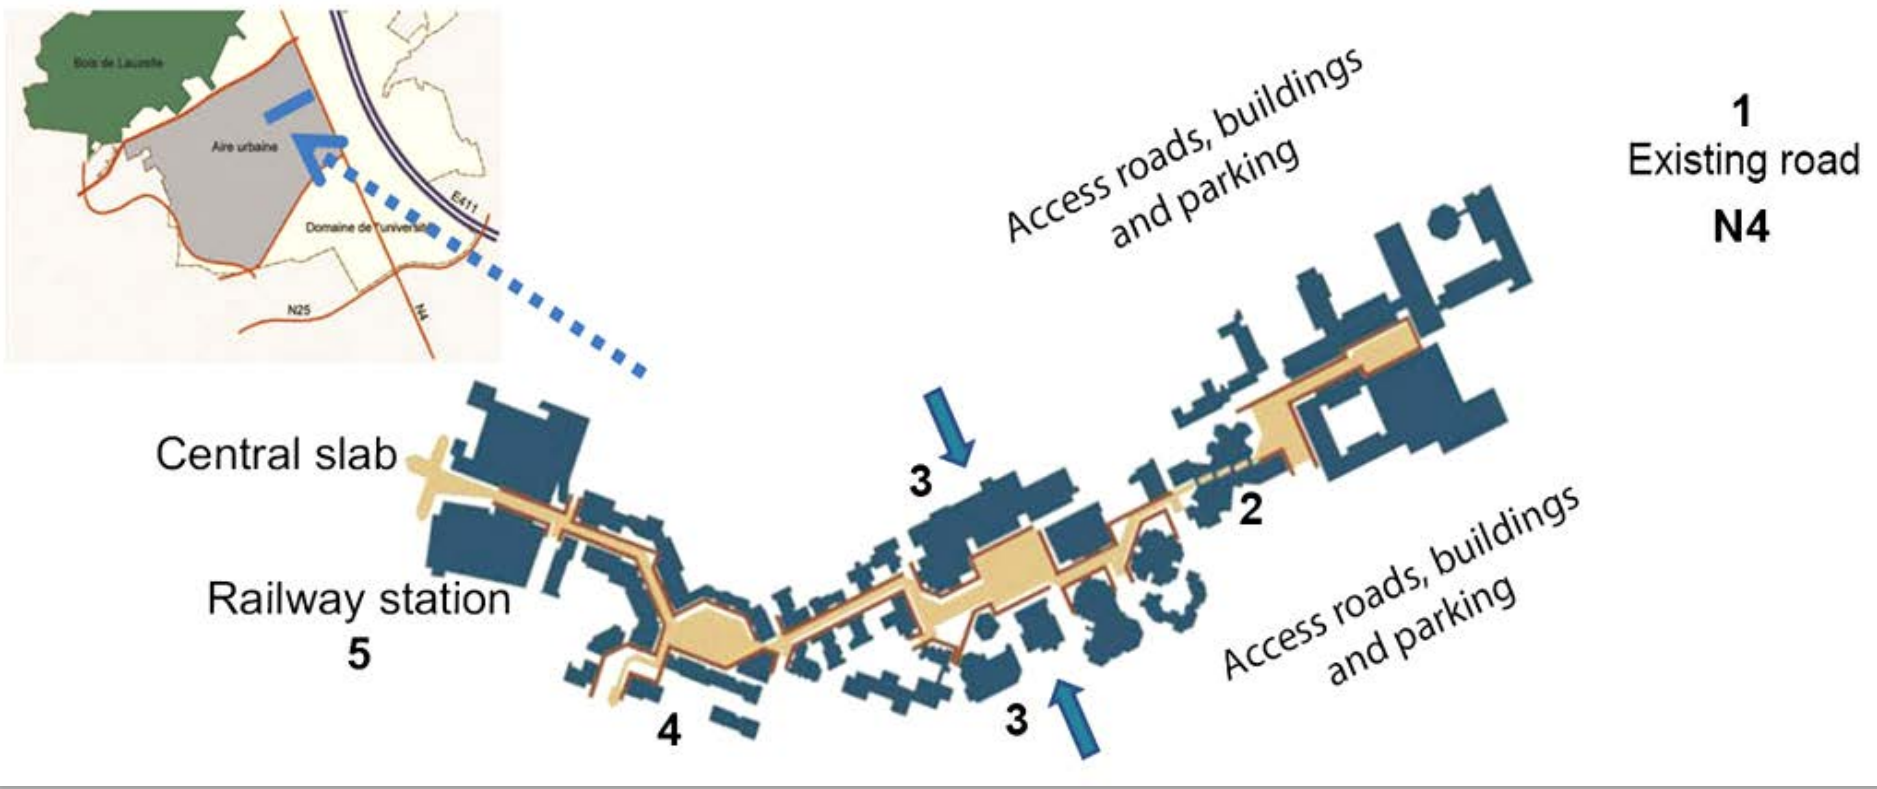 Bois de Lauzelle
Aire urbaine
E411
Domaine de l'université
N25
N4
Access roads, buildings
and parking
1
Existing road
N4
Central slab
3
2
Railway station
5
Access roads, buildings
and parking
4
3